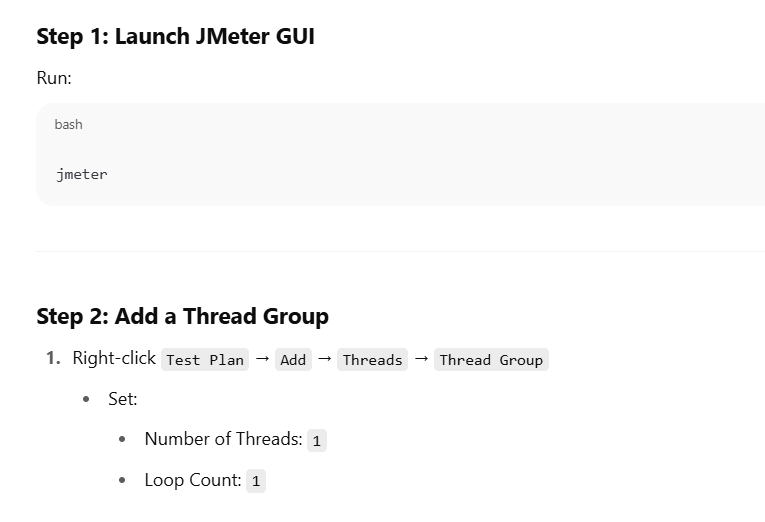 Step 1: Launch JMeter GUI
Run:
bash
jmeter
Step 2: Add a Thread Group
1. Right-click Test Plan → Add → Threads → Thread Group
• Set:
• Number of Threads: 1
• Loop Count: 1